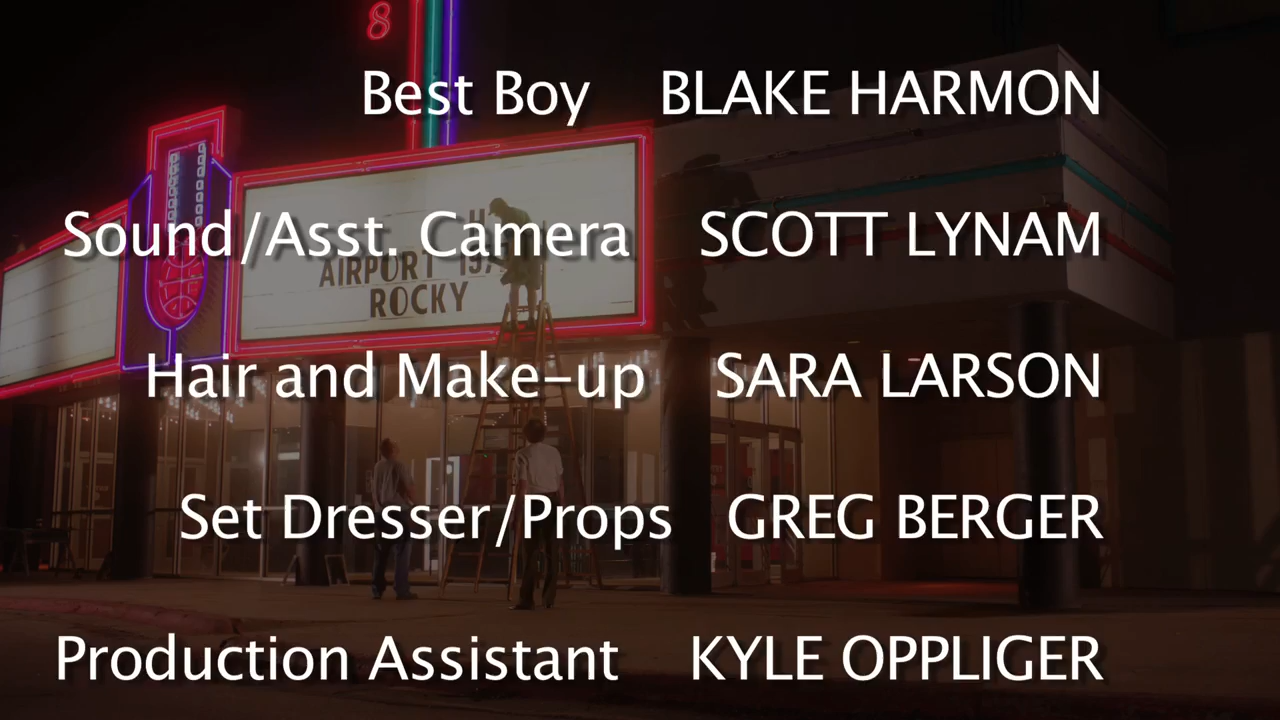 8
Best Boy BLAKE HARMON
Sound/Asst. Camera SCOTT LYNAM
AIRPORT
ROCKY
Hair and Make-up SARA LARSON
Set Dresser/Props GREG BERGER
Production Assistant KYLE OPPLIGER